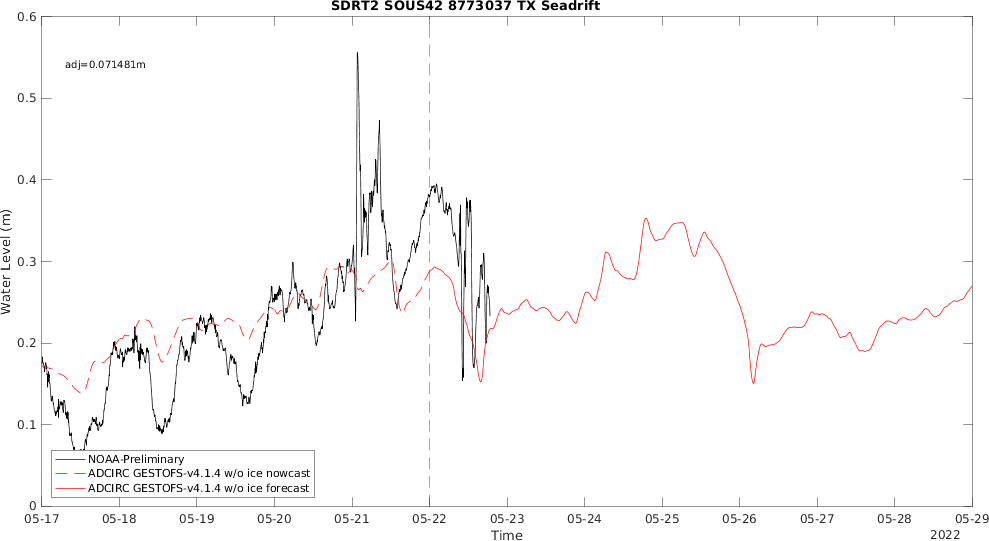 SDRT2 SOUS42 8773037 TX Seadrift
adj=0.071481m
Water Level (m)
0.6
0.5
0.4
0.3
0.2
0.1
0
NOAA-Preliminary
ADCIRC GESTOFS-v4.1.4 w/o ice nowcast
ADCIRC GESTOFS-v4.1.4 w/o ice forecast
05-17 05-18 05-19 05-20 05-21 05-22 05-23 05-24 05-25 05-26 05-27 05-28 05-29
Time
2022